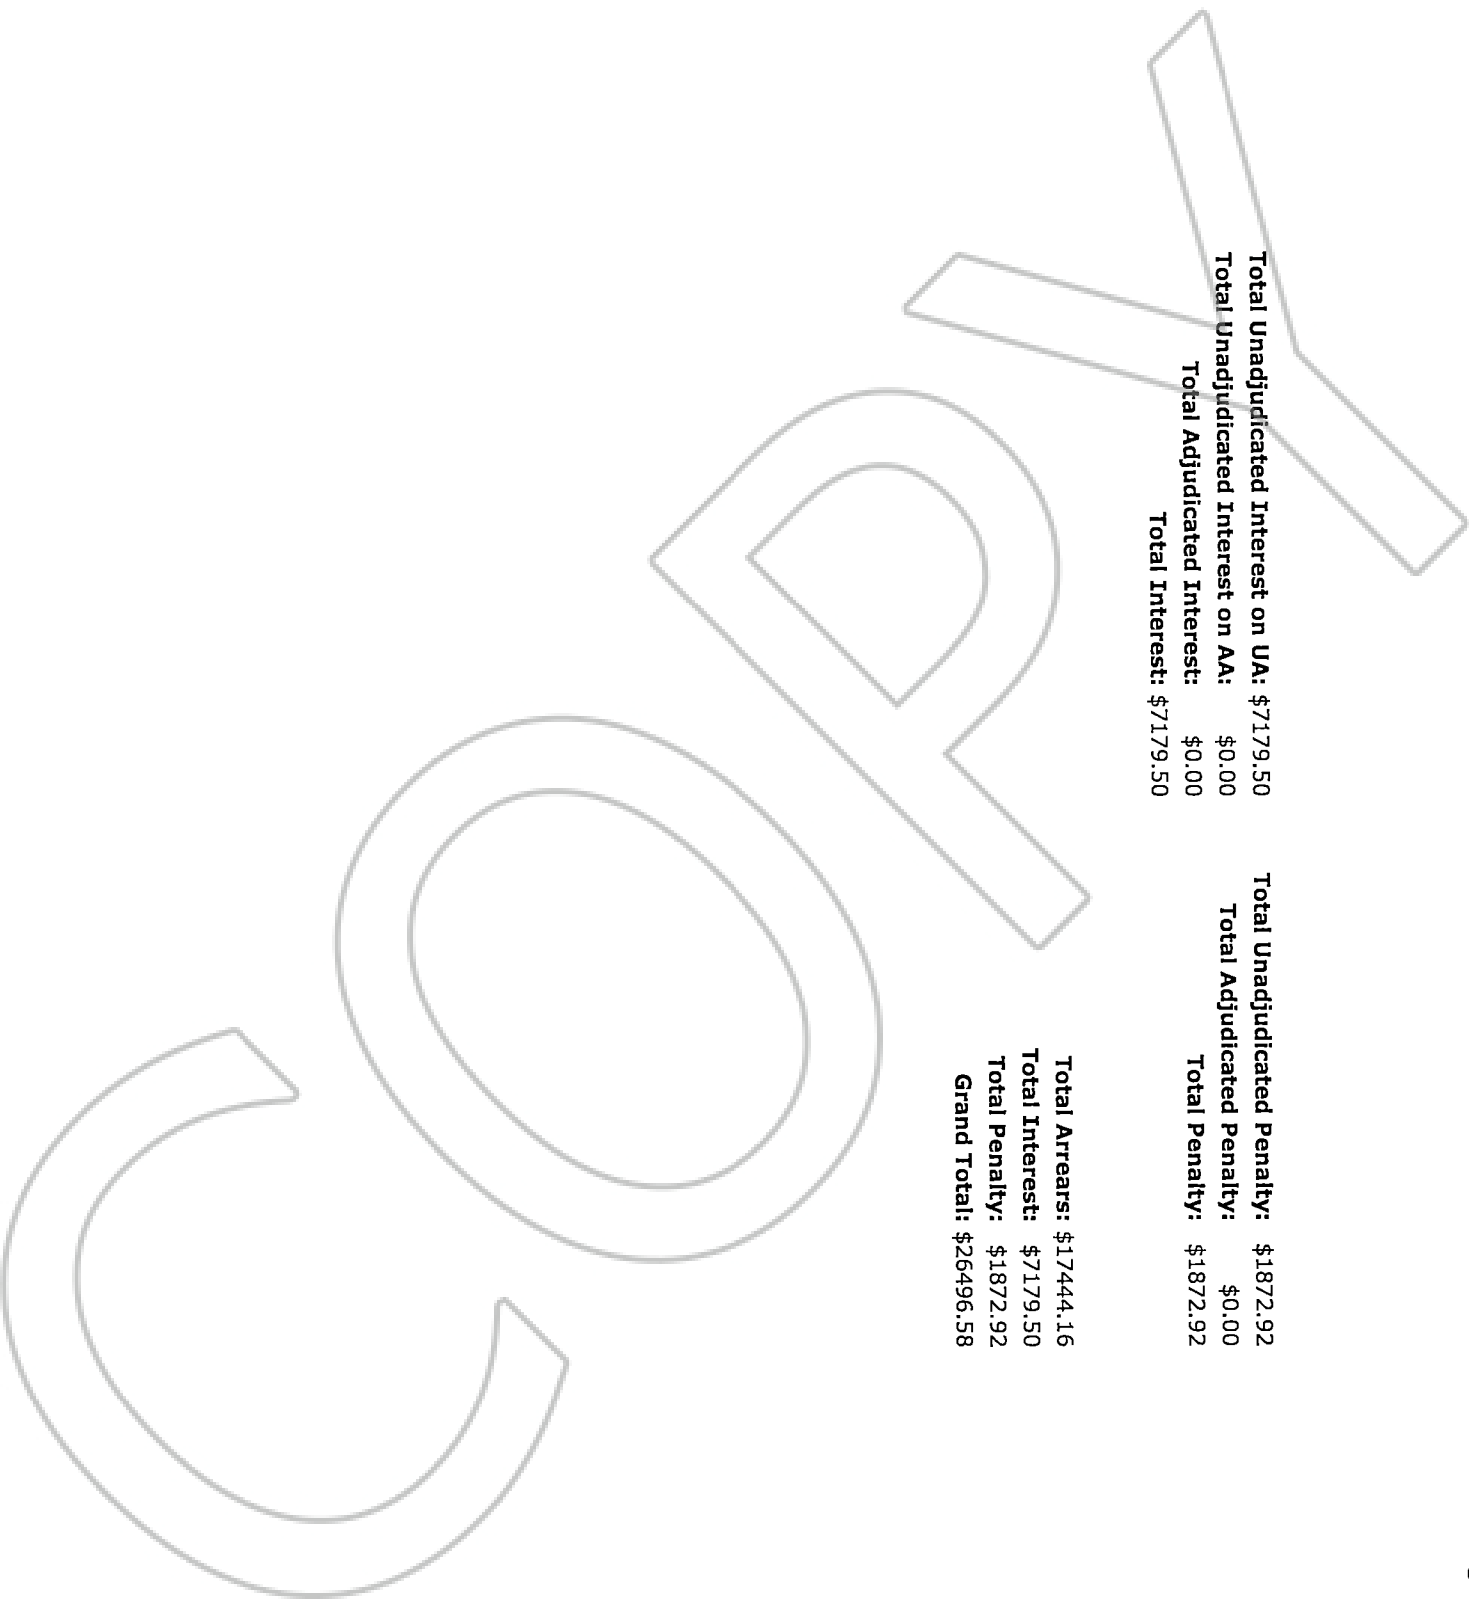 Total Unadjudicated Interest on UA: $7179.50
Total Unadjudicated Interest on AA: $0.00
Total Adjudicated Interest: $0.00
Total Interest: $7179.50
Total Unadjudicated Penalty: $1872.92
Total Adjudicated Penalty: $0.00
Total Penalty: $1872.92
Total Arrears: $17444.16
Total Interest: $7179.50
Total Penalty: $1872.92
Grand Total: $26496.58
COPY